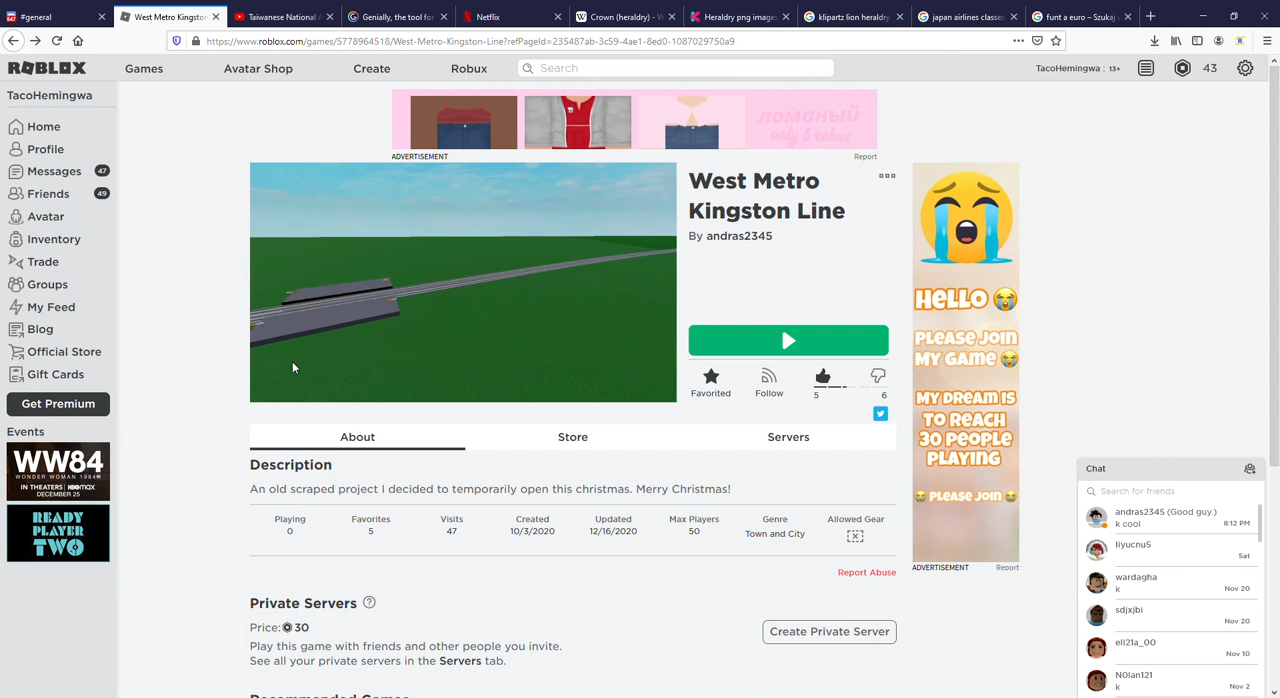 #general
West Metro Kingston
Taiwanese National A
Genially, the tool for
Netflix
Crown (heraldry) - W
Heraldry png images
klipartz lion heraldry
japan airlines classes
funt a euro – Szukaj w
https://www.roblox.com/games/5778964518/West-Metro-Kingston-Line?refPageId=235487ab-3c59-4ae1-8ed0-1087029750a9
ROBLOX
Games
Avatar Shop
Create
Robux
Search
TacoHemingwa : 13+
43
TacoHemingwa
Home
Profile
Messages 47
Friends 49
Avatar
Inventory
Trade
Groups
My Feed
Blog
Official Store
Gift Cards
Get Premium
Events
WW84
WONDER WOMAN 1984
IN THEATERS | HBOMAX
DECEMBER 25
READY
PLAYER
TWO
ломаный
only 5 robux
ADVERTISEMENT
Report
West Metro
Kingston Line
By andras2345
Favorited
Follow
5
6
About
Store
Servers
Description
An old scraped project I decided to temporarily open this christmas. Merry Christmas!
Playing
0
Favorites
5
Visits
47
Created
10/3/2020
Updated
12/16/2020
Max Players
50
Genre
Town and City
Allowed Gear
Report Abuse
Private Servers
Price: 30
Play this game with friends and other people you invite.
See all your private servers in the Servers tab.
Create Private Server
HELLO
PLEASE JOIN
MY GAME
MY DREAM IS
TO REACH
30 PEOPLE
PLAYING
PLEASE JOIN
ADVERTISEMENT
Report
Chat
Search for friends
andras2345 (Good guy.)
k cool
8:12 PM
liyucnu5
Sat
wardagha
k
Nov 20
sdjxjbi
Nov 20
eli21a_00
Nov 10
N0lan121
k
Nov 2